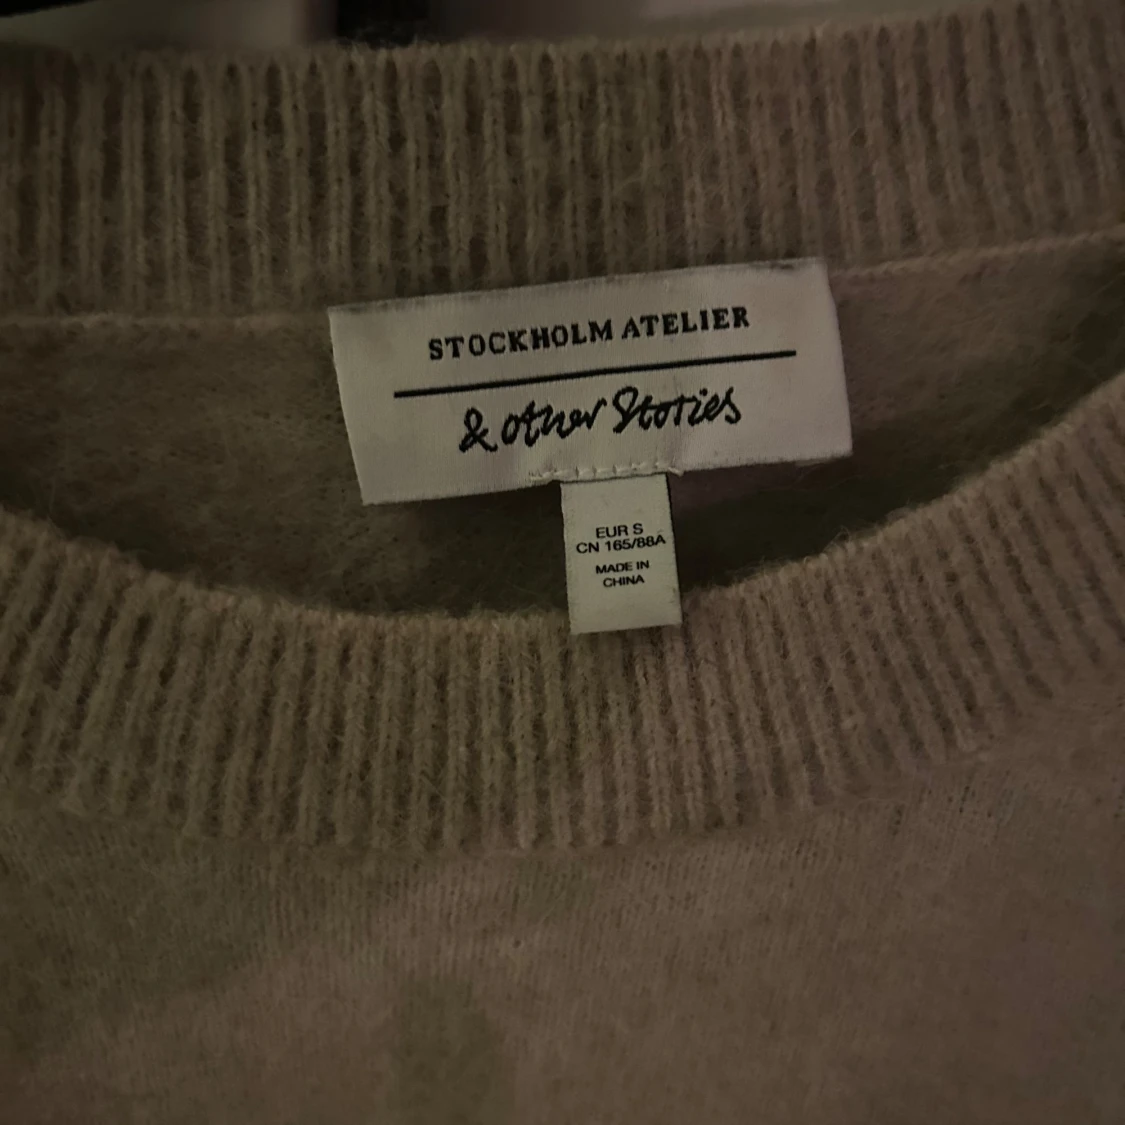 STOCKHOLM ATELIER
& other Stories
EUR S
CN 165/88A
MADE IN
CHINA